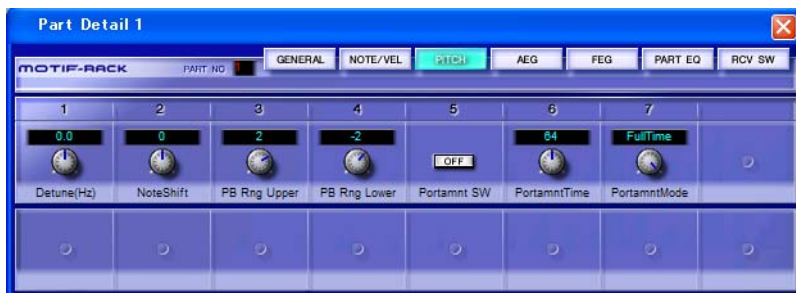 Part Detail 1
MOTIF-RACK PART NO 1 GENERAL NOTE/VEL PITCH AEG FEG PART EQ RCV SW
1 2 3 4 5 6 7
0.0 0 2 -2 OFF 64 FullTime
Detune(Hz) NoteShift PB Rng Upper PB Rng Lower Portamnt SW PortamntTime PortamntMode